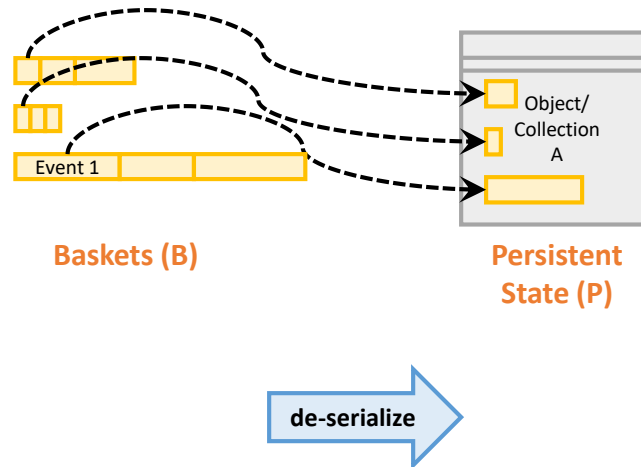 Object/
Collection
A
Event 1
Baskets (B)
Persistent
State (P)
de-serialize